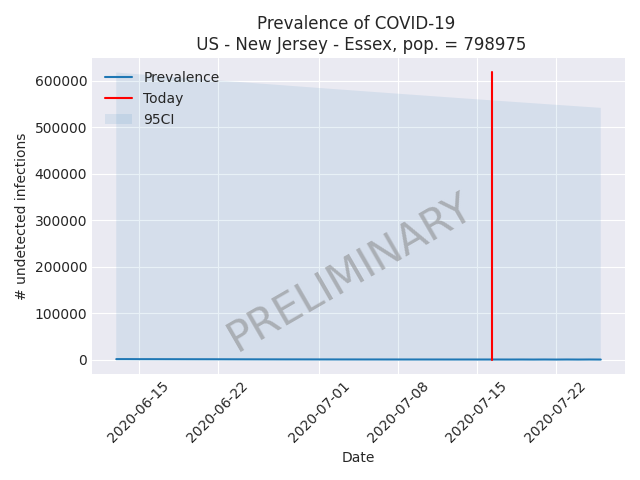 Prevalence of COVID-19
US - New Jersey - Essex, pop. = 798975
Prevalence
Today
95CI
# undetected infections
600000
500000
400000
300000
200000
100000
0
PRELIMINARY
2020-06-15
2020-06-22
2020-07-01
2020-07-08
2020-07-15
2020-07-22
Date